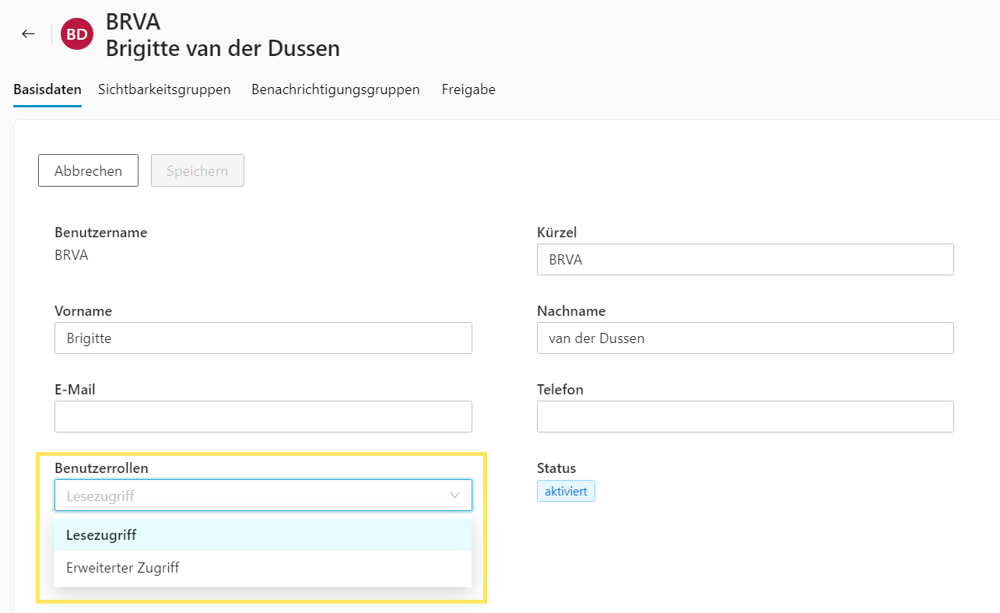 BD
BRVA
Brigitte van der Dussen
Basisdaten Sichtbarkeitsgruppen Benachrichtigungsgruppen Freigabe
Abbrechen Speichern
Benutzername Kürzel
BRVA BRVA
Vorname Nachname
Brigitte van der Dussen
E-Mail Telefon
Benutzerrollen Status
Lesezugriff aktiviert
Lesezugriff
Erweiterter Zugriff